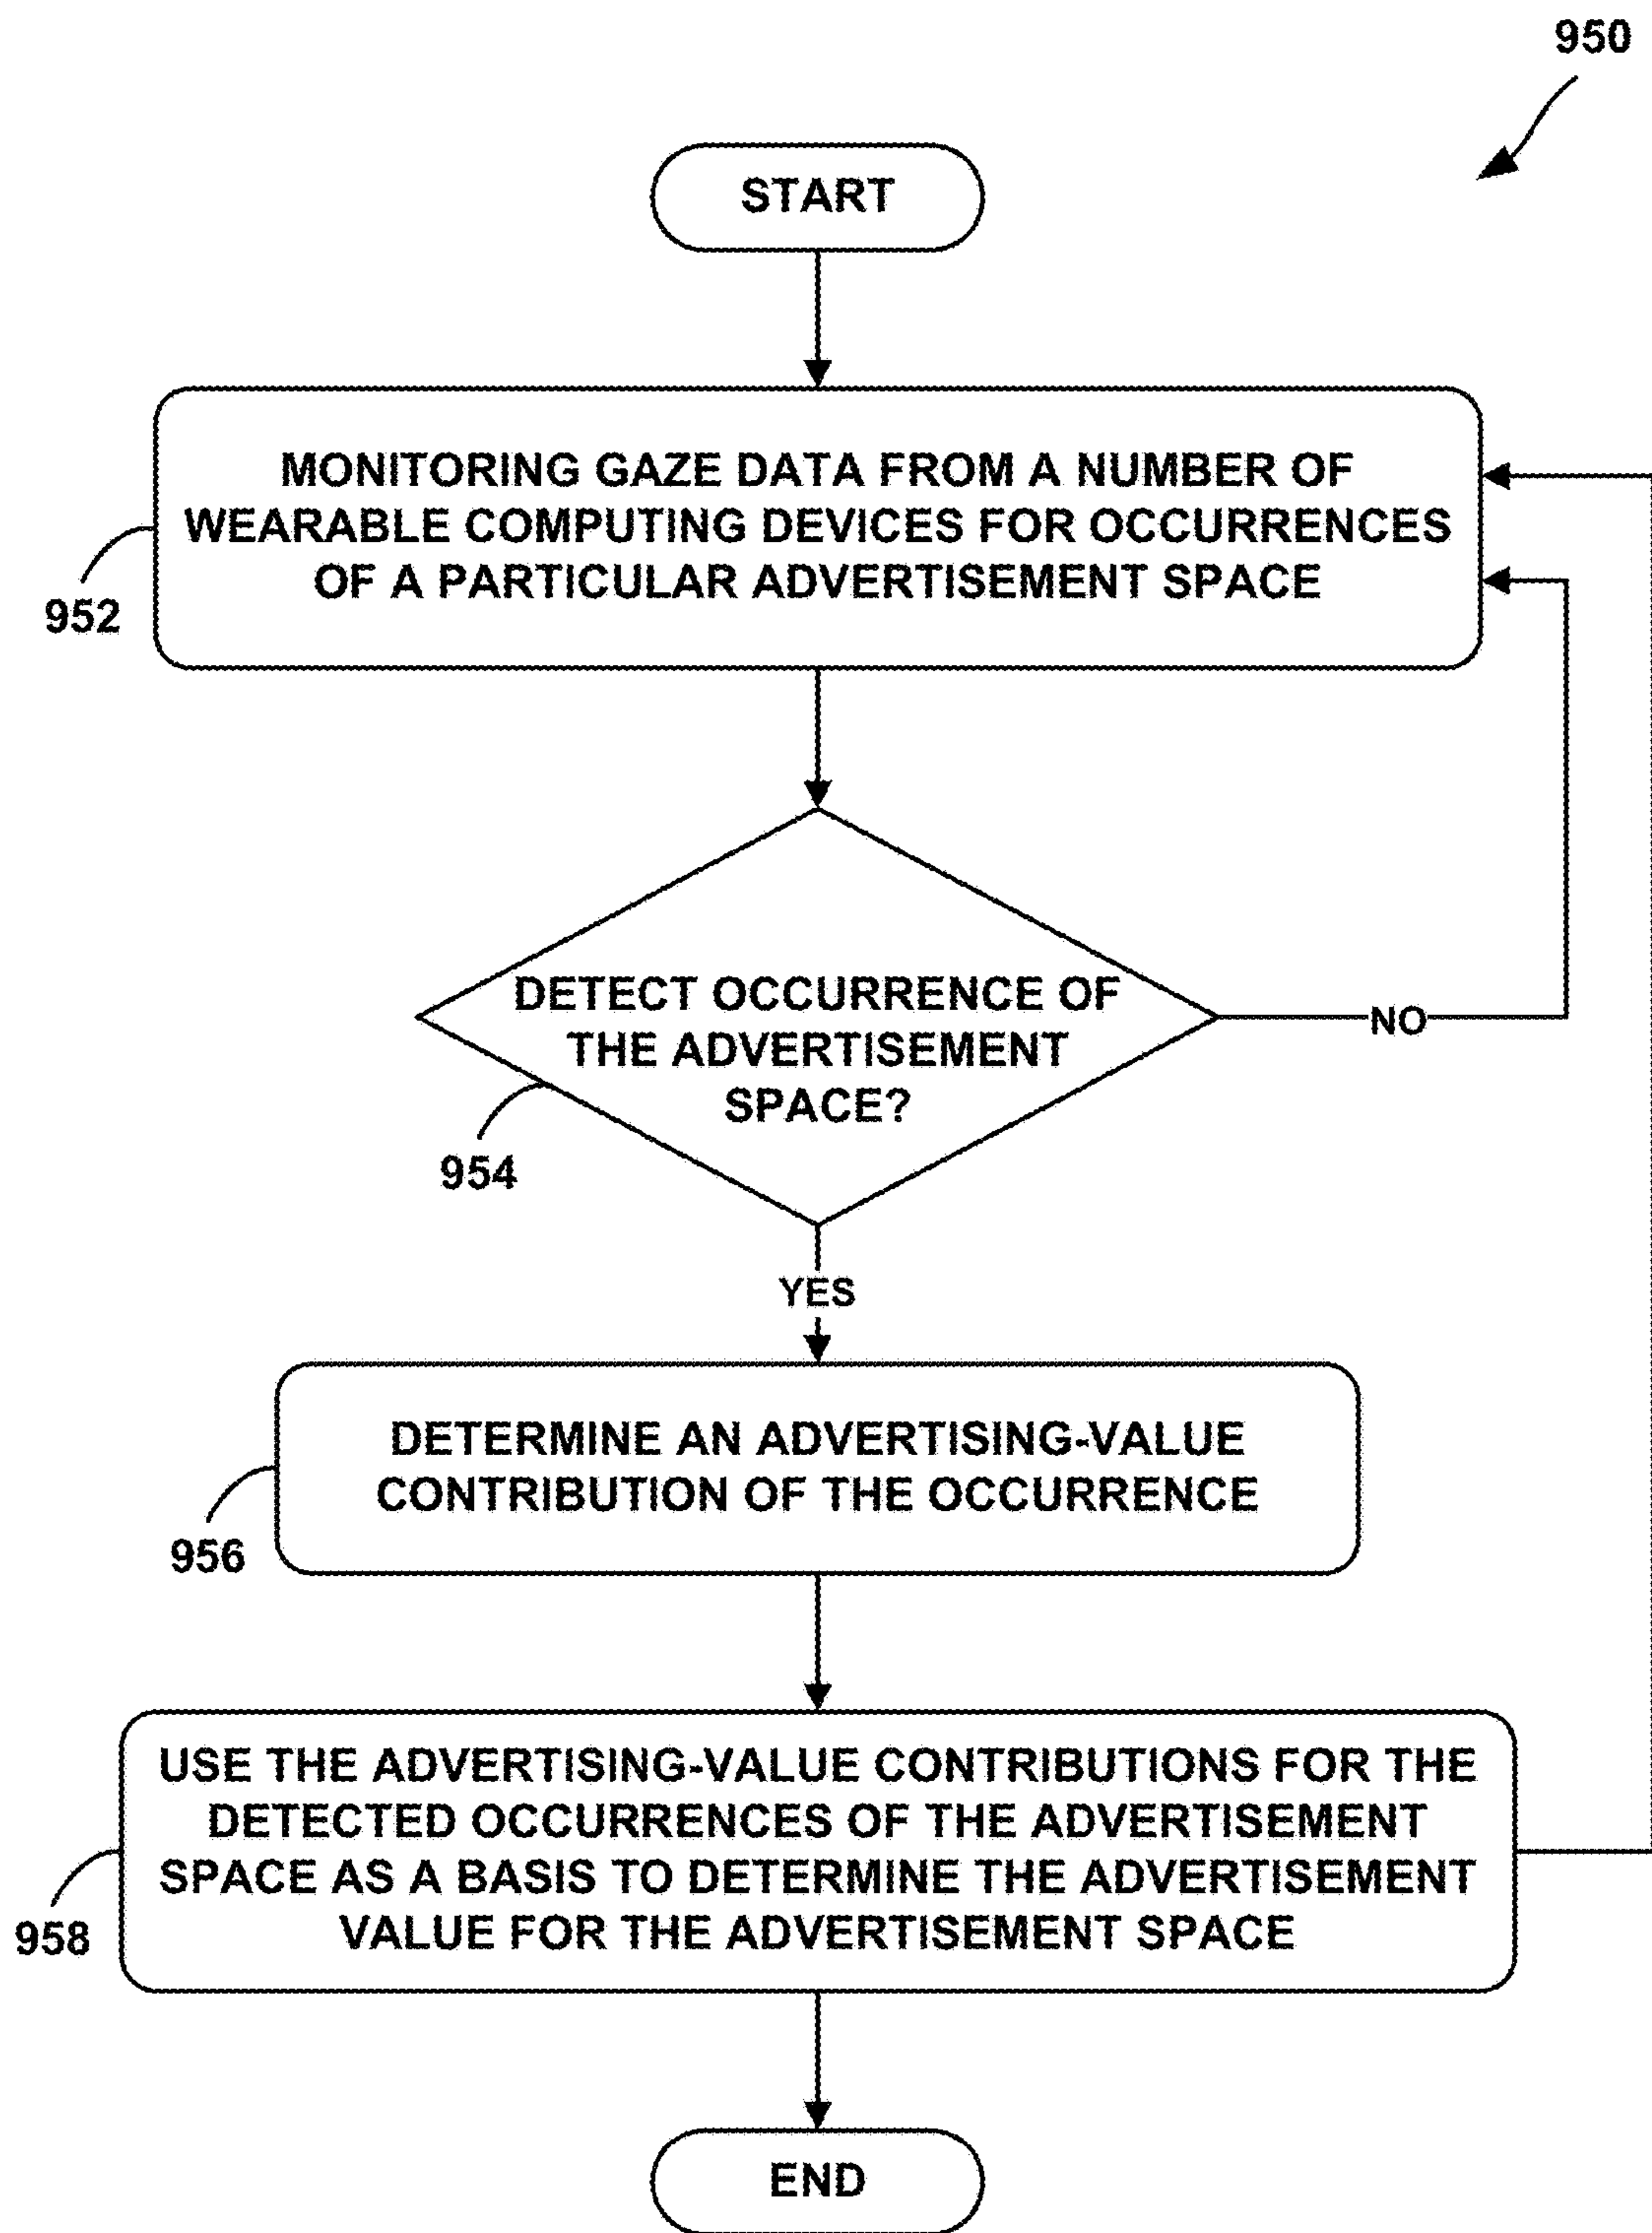 950
START
MONITORING GAZE DATA FROM A NUMBER OF
WEARABLE COMPUTING DEVICES FOR OCCURRENCES
OF A PARTICULAR ADVERTISEMENT SPACE
952
DETECT OCCURRENCE OF
THE ADVERTISEMENT
SPACE?
NO
954
YES
DETERMINE AN ADVERTISING-VALUE
CONTRIBUTION OF THE OCCURRENCE
956
USE THE ADVERTISING-VALUE CONTRIBUTIONS FOR THE
DETECTED OCCURRENCES OF THE ADVERTISEMENT
SPACE AS A BASIS TO DETERMINE THE ADVERTISEMENT
VALUE FOR THE ADVERTISEMENT SPACE
958
END